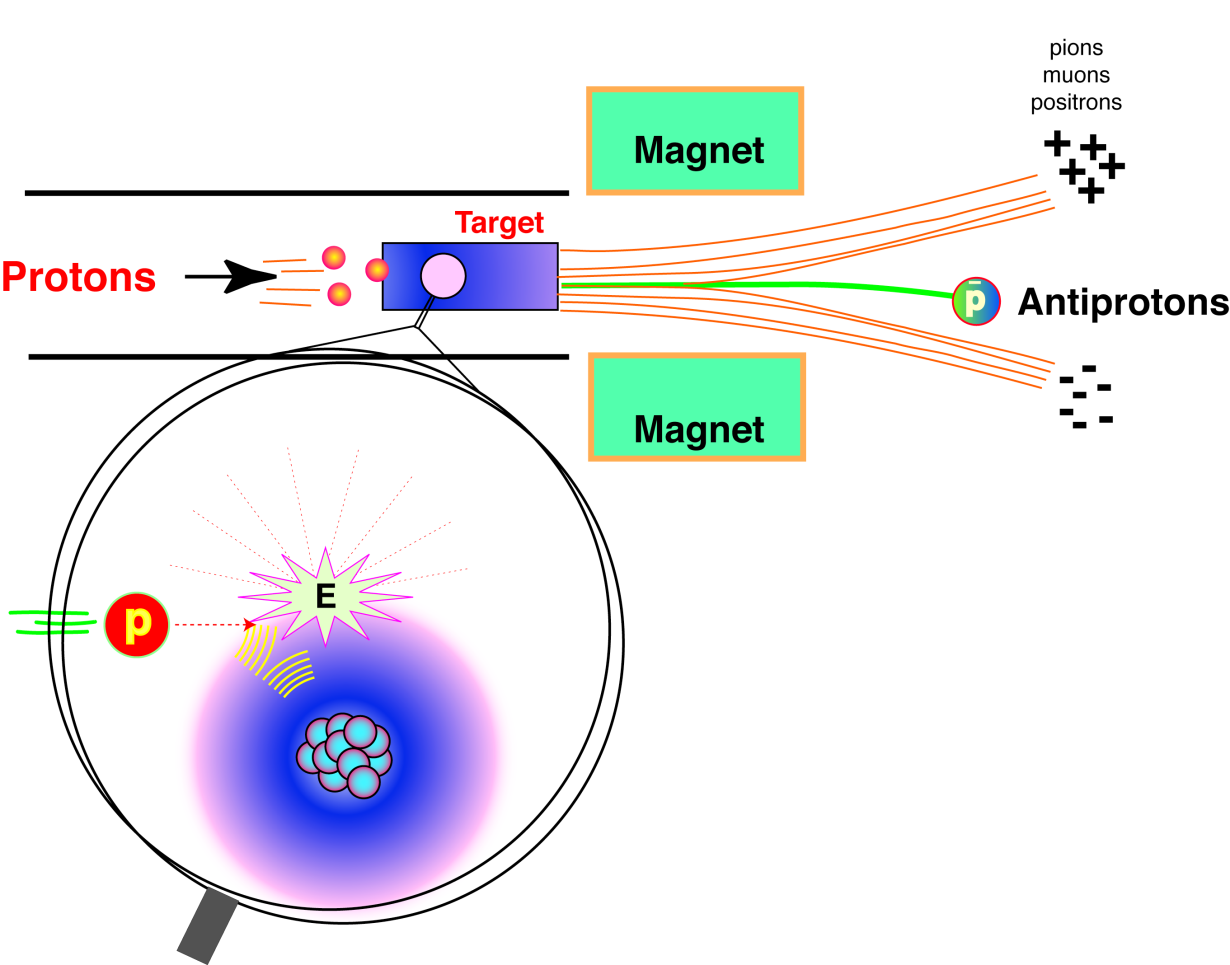 pions
muons
positrons
+ + + + +
Magnet
Target
Protons
p̄
Antiprotons
- - - - - -
Magnet
E
p